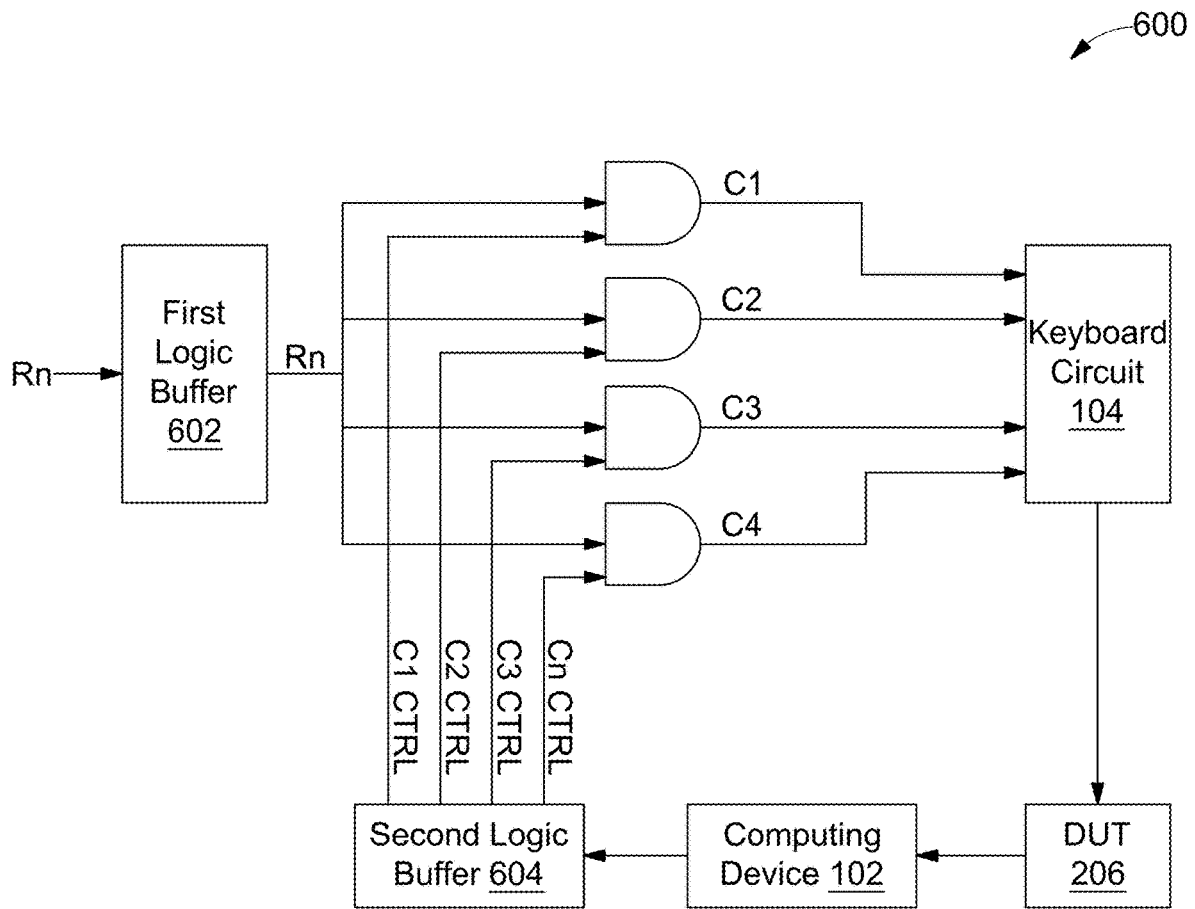 600
C1
C2
C3
C4
Rn
First
Logic
Buffer
602
Rn
Keyboard
Circuit
104
C1 CTRL
C2 CTRL
C3 CTRL
Cn CTRL
Second Logic
Buffer 604
Computing
Device 102
DUT
206